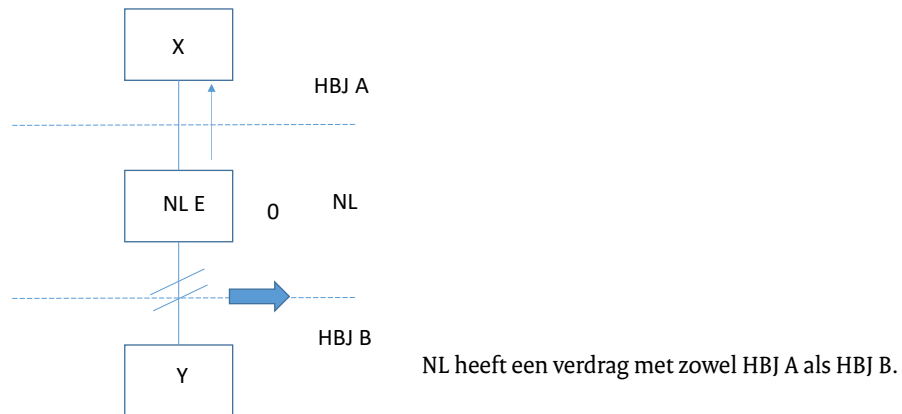 X
HBJ A
NL E
0
NL
HBJ B
Y
NL heeft een verdrag met zowel HBJ A als HBJ B.